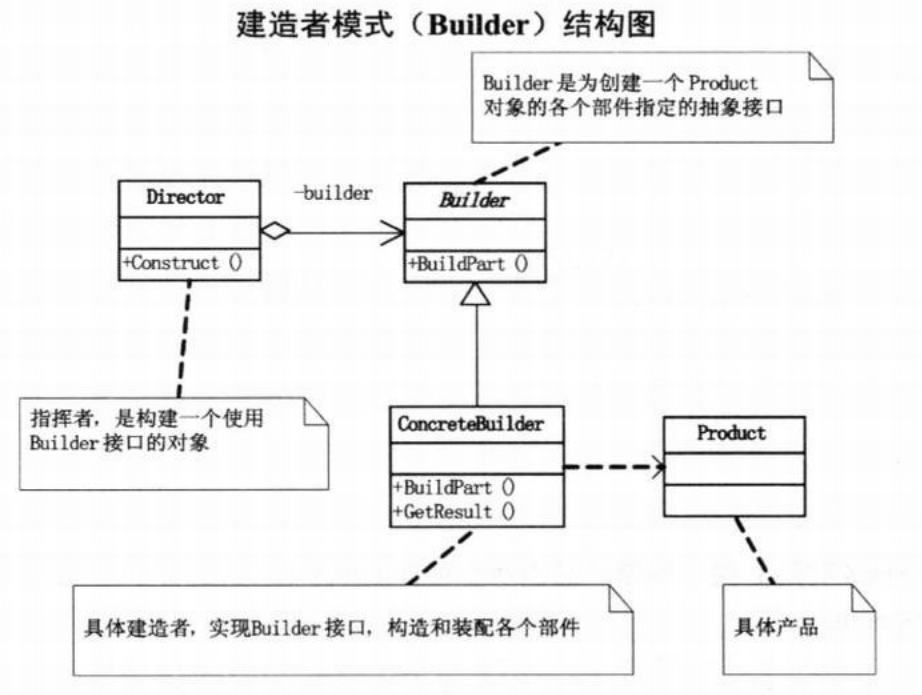 建造者模式（Builder）结构图
Builder是为创建一个Product
对象的各个部件指定的抽象接口
Director
-builder
Builder
+Construct ()
+BuildPart ()
指挥者，是构建一个使用
Builder接口的对象
ConcreteBuilder
Product
+BuildPart ()
+GetResult ()
具体建造者，实现Builder接口，构造和装配各个部件
具体产品